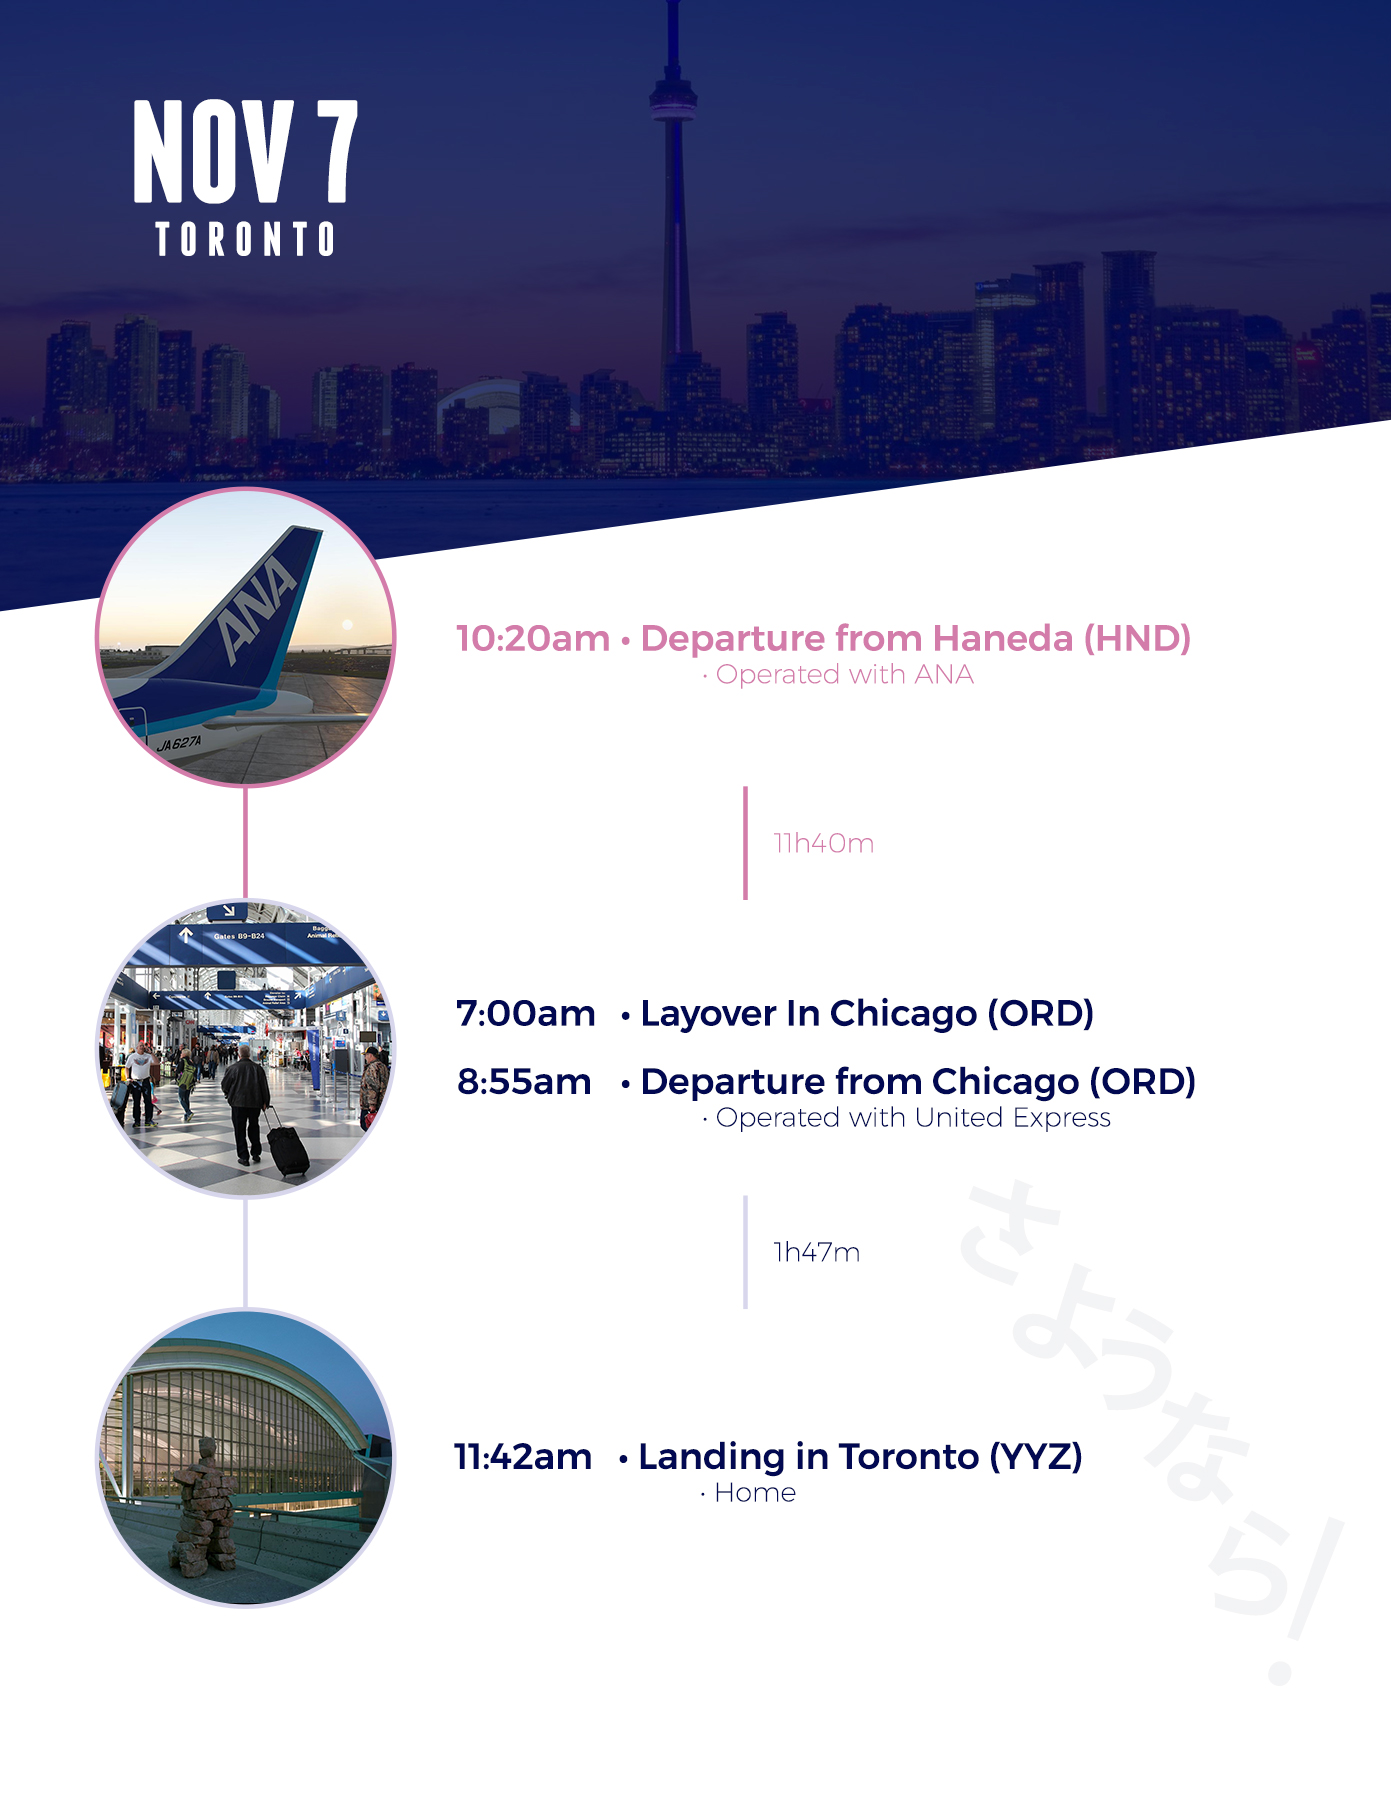 NOV 7
TORONTO
ANA
JA627A
10:20am • Departure from Haneda (HND)
· Operated with ANA
11h40m
Gates B9-B24
7:00am • Layover In Chicago (ORD)
8:55am • Departure from Chicago (ORD)
· Operated with United Express
1h47m
さようなら!
11:42am • Landing in Toronto (YYZ)
· Home